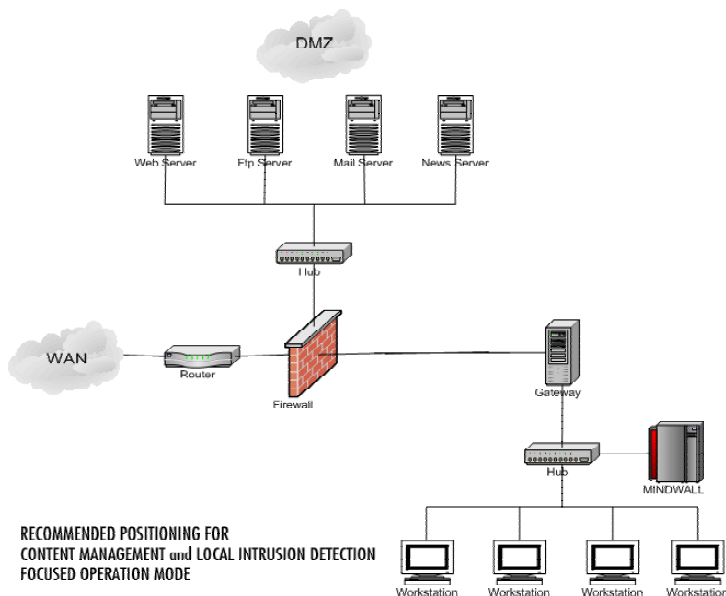 DMZ
Web Server Ftp Server Mail Server News Server
Hub
WAN
Router
Firewall
Gateway
Hub
MINDWALL
RECOMMENDED POSITIONING FOR
CONTENT MANAGEMENT and LOCAL INTRUSION DETECTION
FOCUSED OPERATION MODE
Workstation Workstation Workstation Workstation